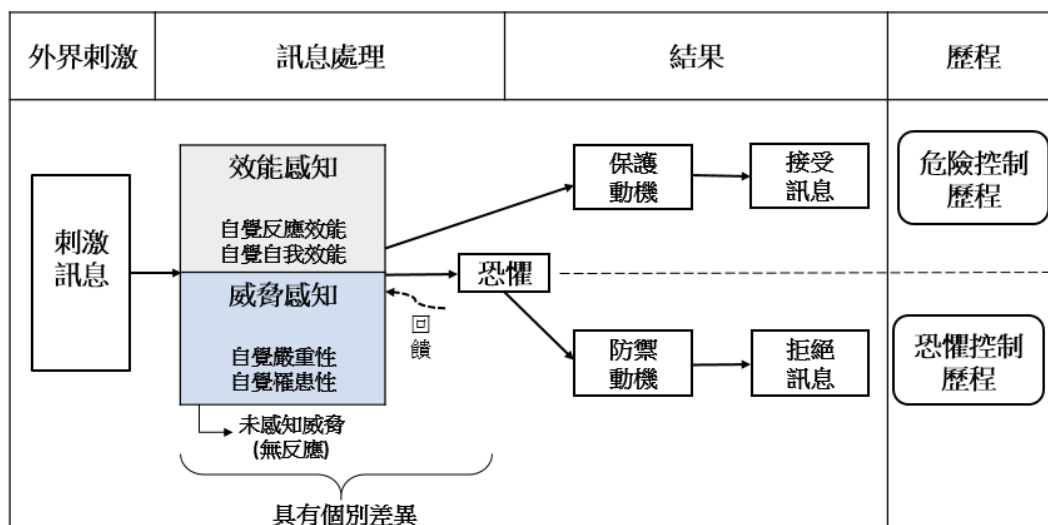 外界刺激
訊息處理
結果
歷程
刺激
訊息
效能感知
自覺反應效能
自覺自我效能
威脅感知
自覺嚴重性
自覺罹患性
未感知威脅
(無反應)
具有個別差異
恐懼
回
饋
保護
動機
接受
訊息
防禦
動機
拒絕
訊息
危險控制
歷程
恐懼控制
歷程